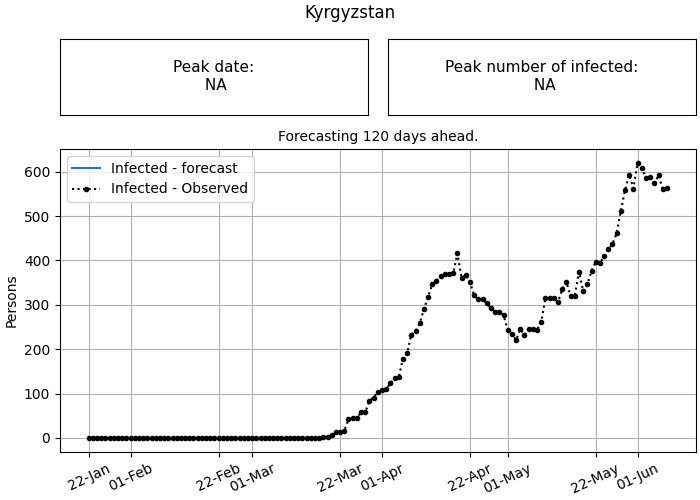 Kyrgyzstan
Peak date:
NA
Peak number of infected:
NA
Forecasting 120 days ahead.
Infected - forecast
Infected - Observed
Persons
600
500
400
300
200
100
0
22-Jan
01-Feb
22-Feb
01-Mar
22-Mar
01-Apr
22-Apr
01-May
22-May
01-Jun